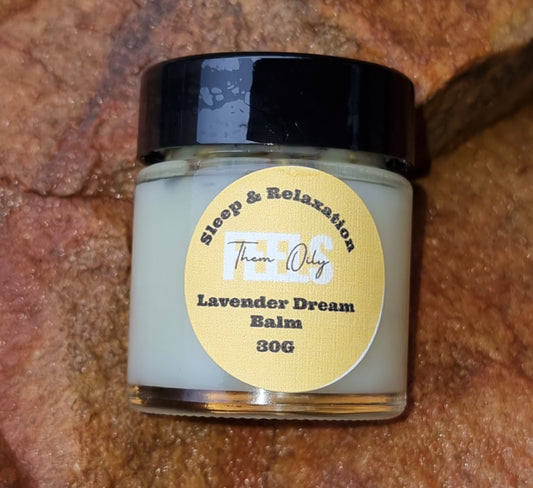 Sleep & Relaxation
FEELS
Them Oily
Lavender Dream
Balm
30G